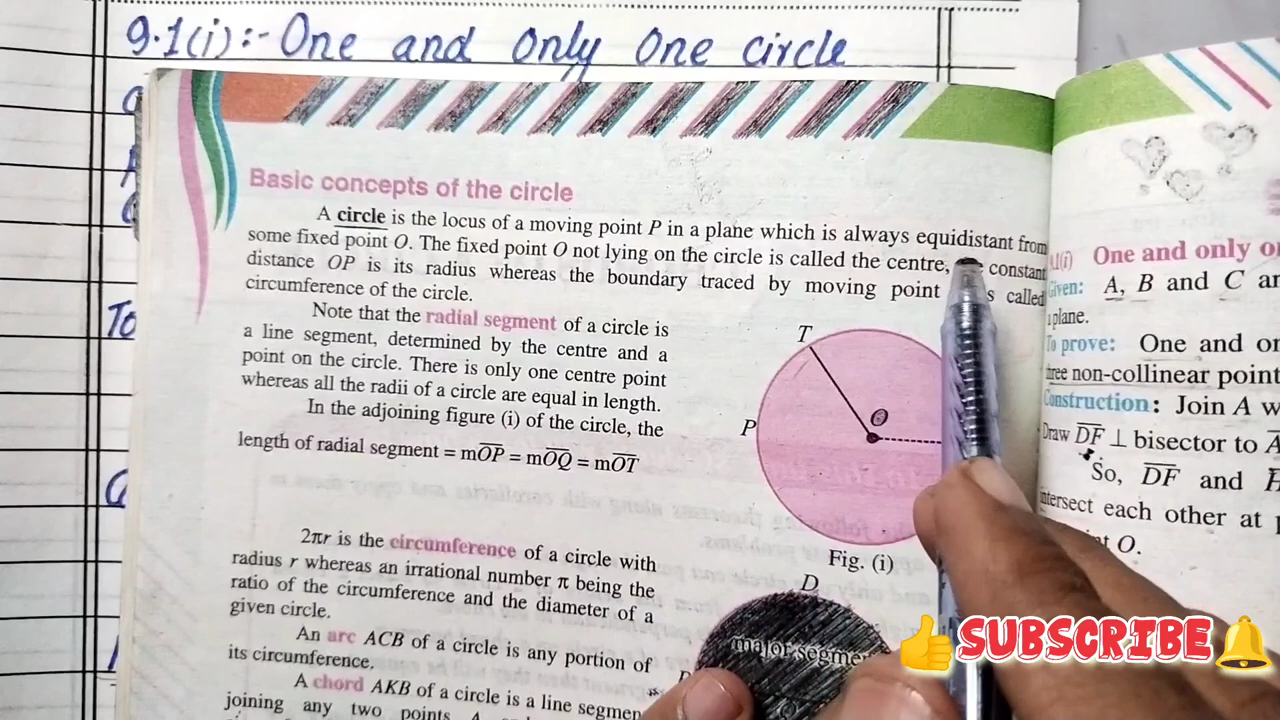 9.1(i):- One and Only One circle
Basic concepts of the circle
A circle is the locus of a moving point P in a plane which is always equidistant from
some fixed point O. The fixed point O not lying on the circle is called the centre, constant
distance OP is its radius whereas the boundary traced by moving point called
circumference of the circle.
Note that the radial segment of a circle is
a line segment, determined by the centre and a
point on the circle. There is only one centre point
whereas all the radii of a circle are equal in length.
In the adjoining figure (i) of the circle, the
length of radial segment = mOP = mOQ = mOT
T
O
P
Fig. (i)
2πr is the circumference of a circle with
radius r whereas an irrational number π being the
ratio of the circumference and the diameter of a
given circle.
An arc ACB of a circle is any portion of
its circumference.
A chord AKB of a circle is a line segmen
joining any two points
D
major segmen
One and only o
Given: A, B and C
a plane.
To prove: One and
three non-collinear point
Construction: Join A
Draw DF ⊥ bisector to
So, DF and
intersect each other at
O.
To
👍SUBSCRIBE🔔